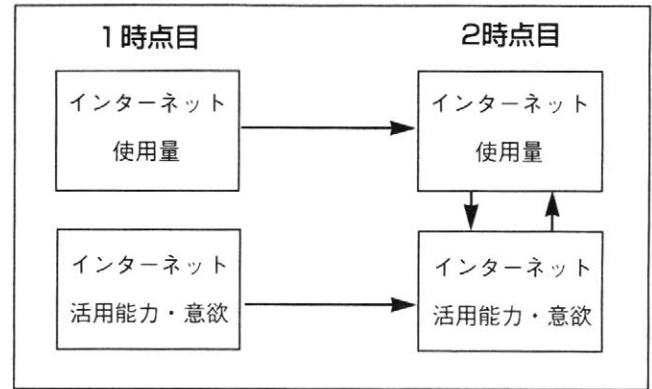 1時点目
2時点目
インターネット
使用量
インターネット
使用量
インターネット
活用能力・意欲
インターネット
活用能力・意欲